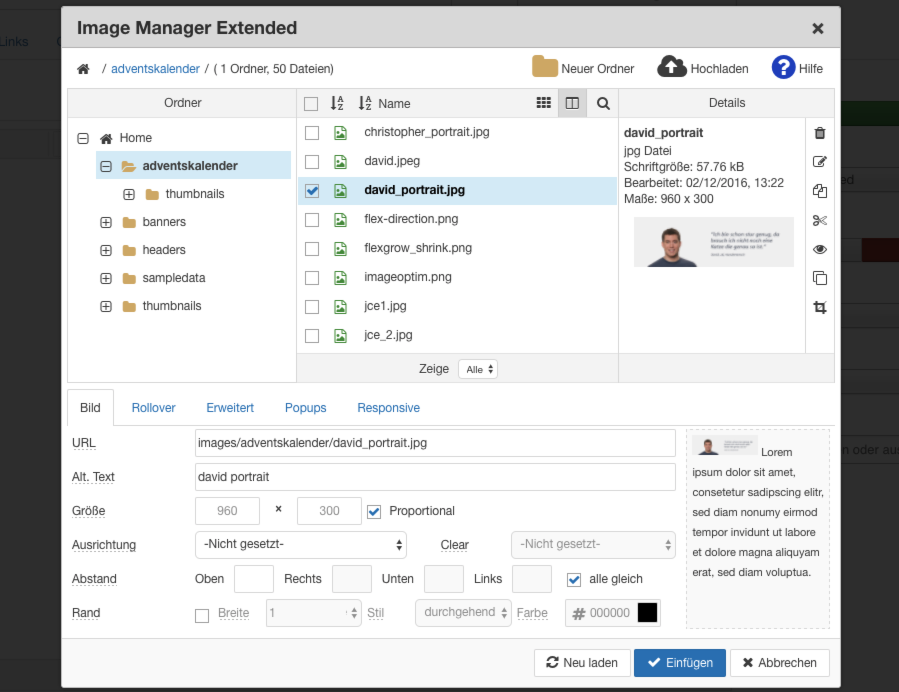 Image Manager Extended
Links
/ adventskalender / ( 1 Ordner, 50 Dateien)
Neuer Ordner
Hochladen
Hilfe
Ordner
Name
Details
Home
adventskalender
thumbnails
banners
headers
sampledata
thumbnails
christopher_portrait.jpg
david.jpeg
david_portrait.jpg
flex-direction.png
flexgrow_shrink.png
imageoptim.png
jce1.jpg
jce_2.jpg
Zeige Alle
david_portrait
jpg Datei
Schriftgröße: 57.76 kB
Bearbeitet: 02/12/2016, 13:22
Maße: 960 x 300
Bild Rollover Erweitert Popups Responsive
URL images/adventskalender/david_portrait.jpg
Alt. Text david portrait
Größe 960 × 300 Proportional
Ausrichtung -Nicht gesetzt- Clear -Nicht gesetzt-
Abstand Oben Rechts Unten Links alle gleich
Rand Breite 1 Stil durchgehend Farbe # 000000
Lorem
ipsum dolor sit amet,
consetetur sadipscing elitr,
sed diam nonumy eirmod
tempor invidunt ut labore
et dolore magna aliquyam
erat, sed diam voluptua.
oder aus
Neu laden Einfügen Abbrechen